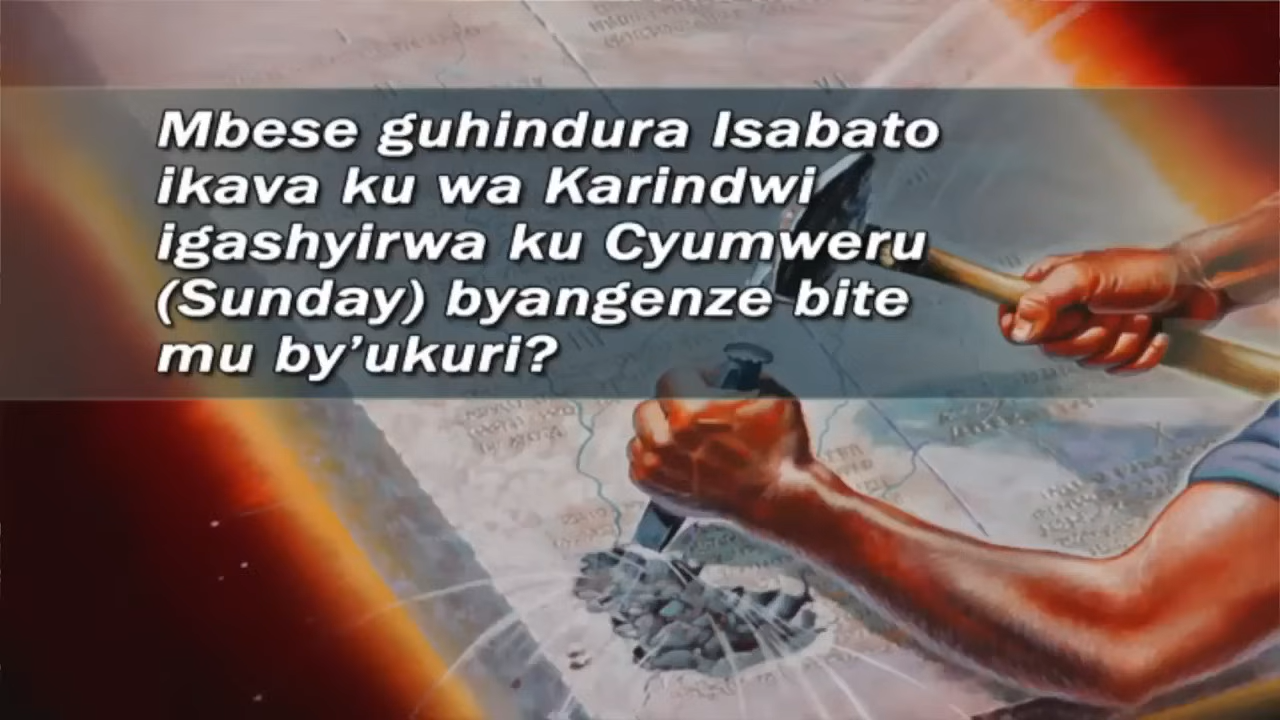 Mbese guhindura Isabato
ikava ku wa Karindwi
igashyirwa ku Cyumweru
(Sunday) byangenze bite
mu by’ukuri?